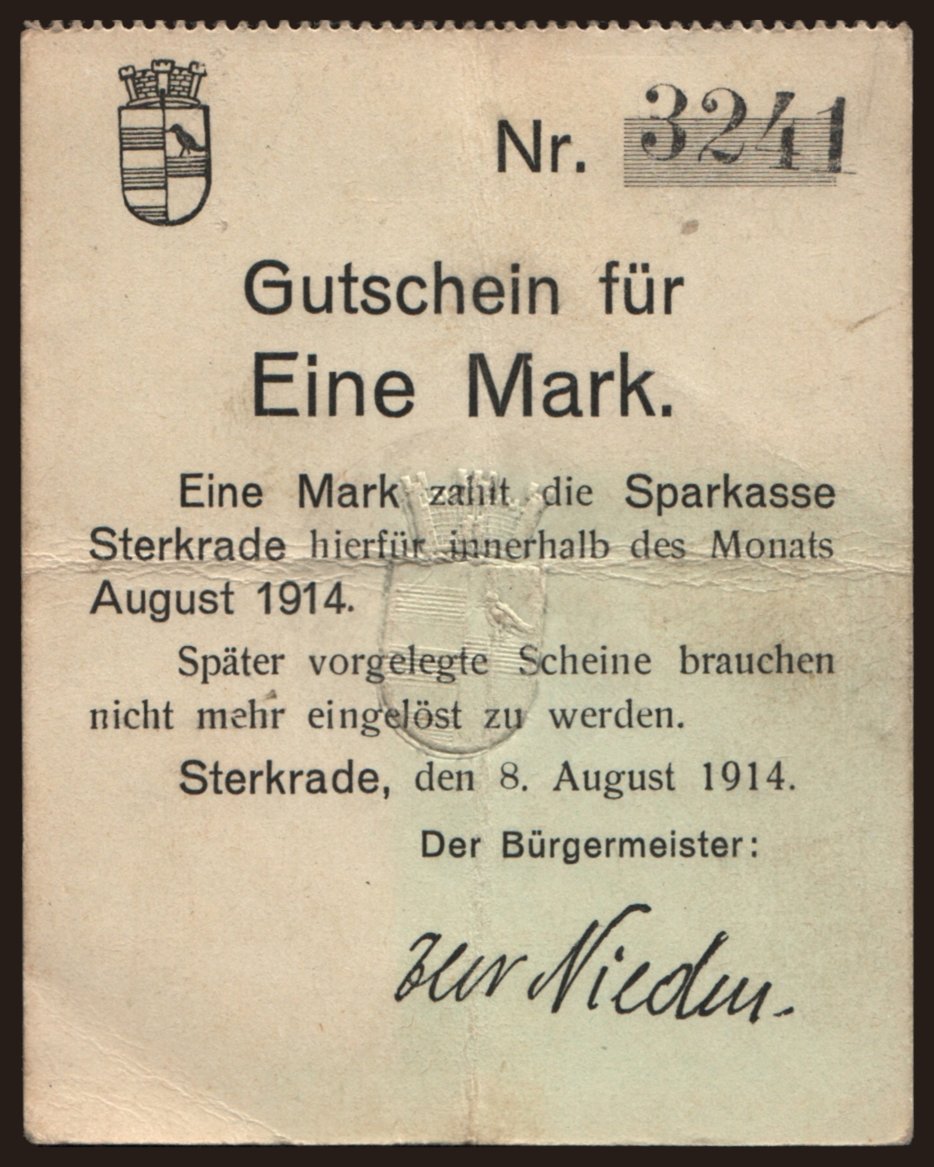 Nr. 3241
Gutschein für
Eine Mark.
Eine Mark zahlt die Sparkasse
Sterkrade hierfür innerhalb des Monats
August 1914.
Später vorgelegte Scheine brauchen
nicht mehr eingelöst zu werden.
Sterkrade, den 8. August 1914.
Der Bürgermeister:
zur Nieden.